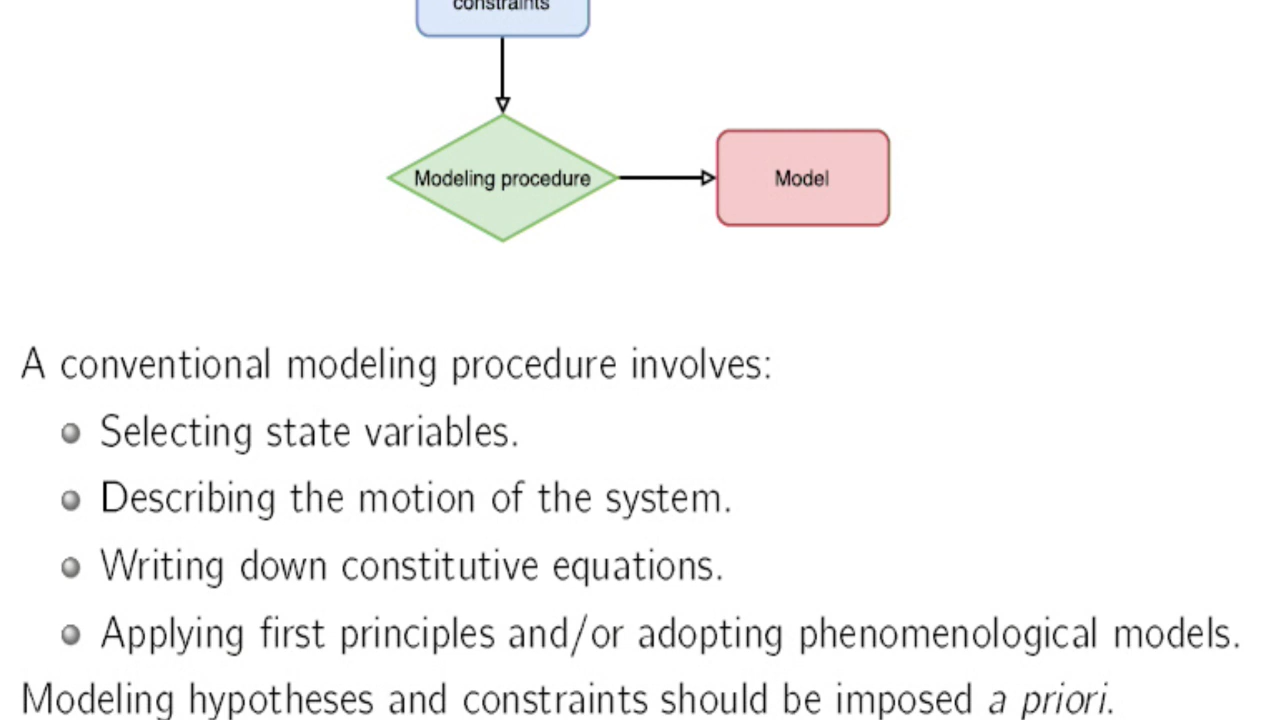 constraints
Modeling procedure
Model
A conventional modeling procedure involves:
Selecting state variables.
Describing the motion of the system.
Writing down constitutive equations.
Applying first principles and/or adopting phenomenological models.
Modeling hypotheses and constraints should be imposed a priori.